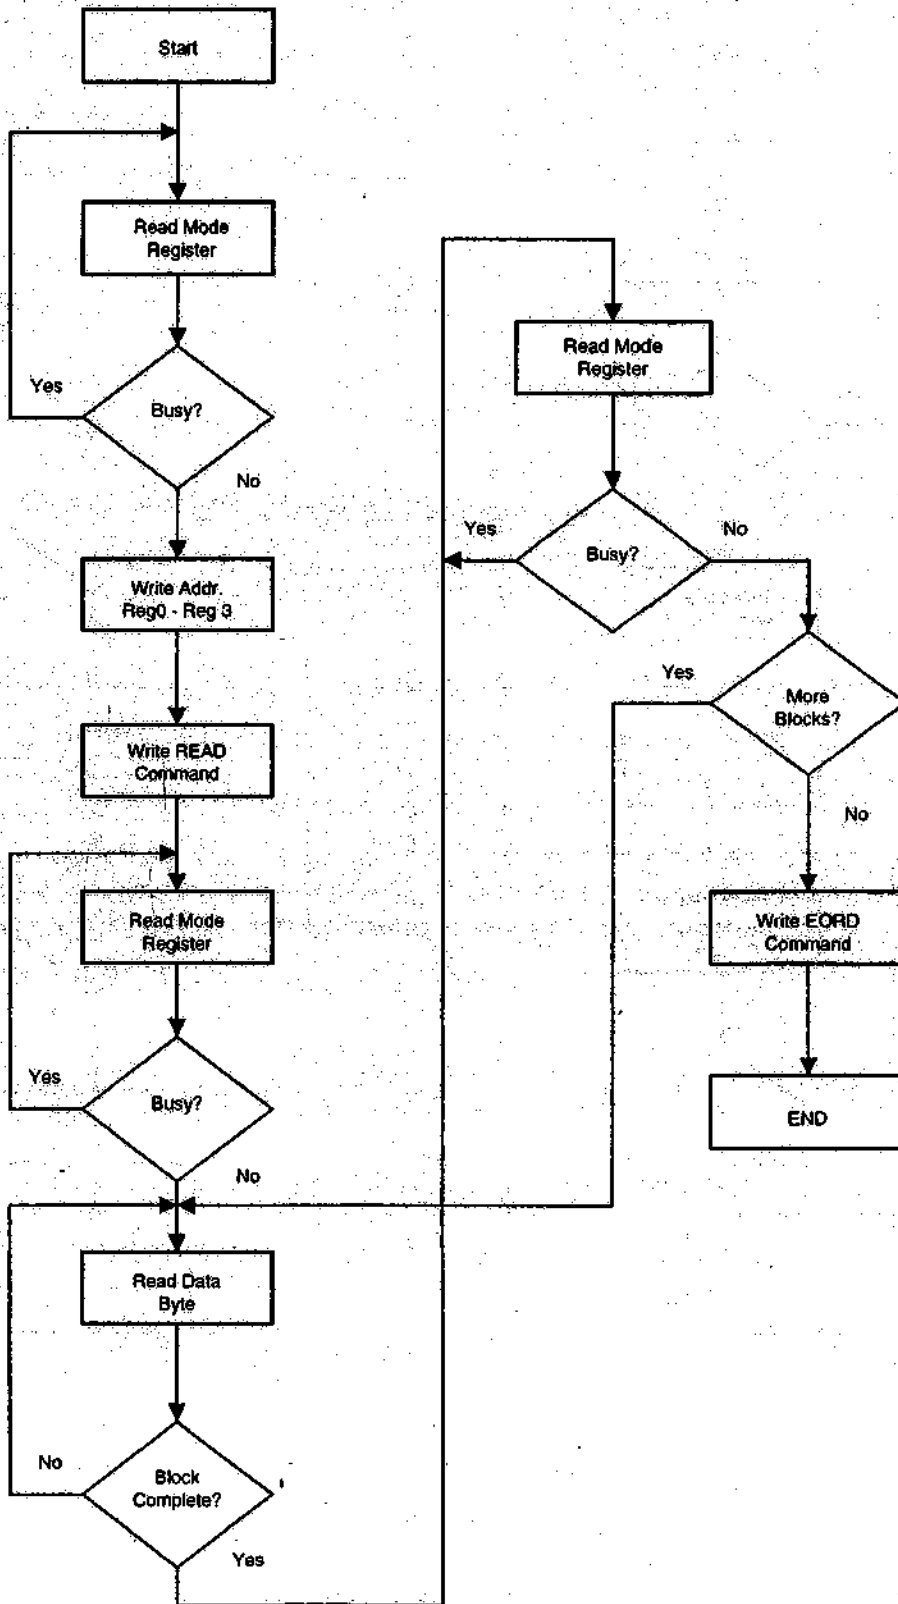 Start
Read Mode
Register
Yes
Busy?
No
Write Addr.
Reg0 - Reg 3
Write READ
Command
Read Mode
Register
Yes
Busy?
No
Read Data
Byte
No
Block
Complete?
Yes
Read Mode
Register
Yes
Busy?
No
Yes
More
Blocks?
No
Write EORD
Command
END